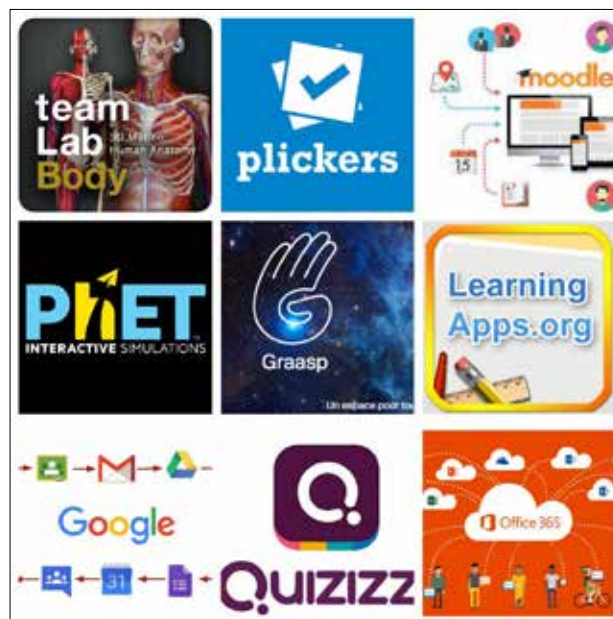 team
Lab
Body
3D Motion
Human Anatomy
plickers
moodle
15
PhET
INTERACTIVE SIMULATIONS
Graasp
Un espace pour tou
Learning
Apps.org
Google
31
Quizizz
Office 365